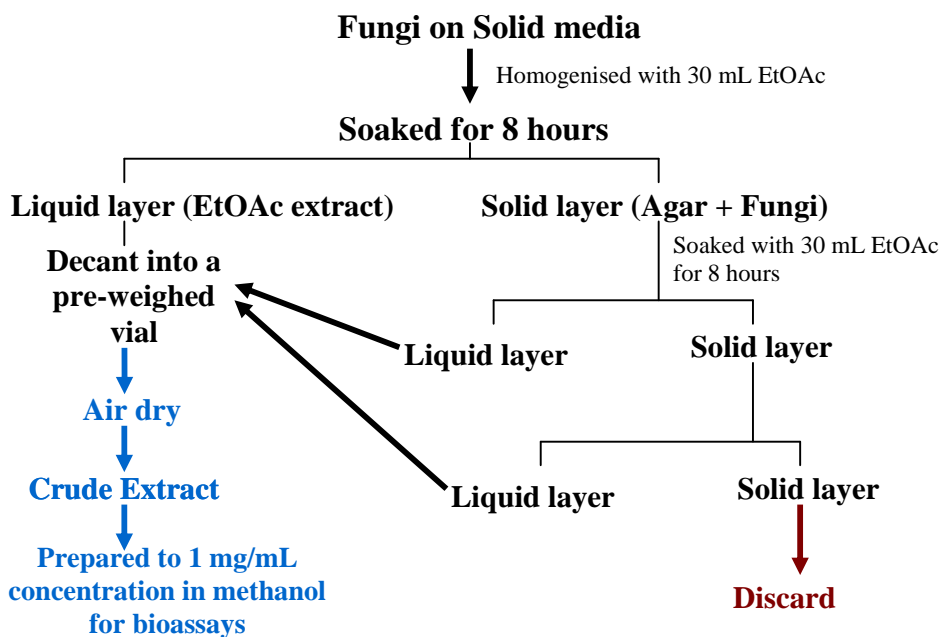 Fungi on Solid media
Homogenised with 30 mL EtOAc
Soaked for 8 hours
Liquid layer (EtOAc extract)
Solid layer (Agar + Fungi)
Soaked with 30 mL EtOAc
for 8 hours
Decant into a
pre-weighed
vial
Liquid layer
Solid layer
Air dry
Crude Extract
Liquid layer
Solid layer
Prepared to 1 mg/mL
concentration in methanol
for bioassays
Discard